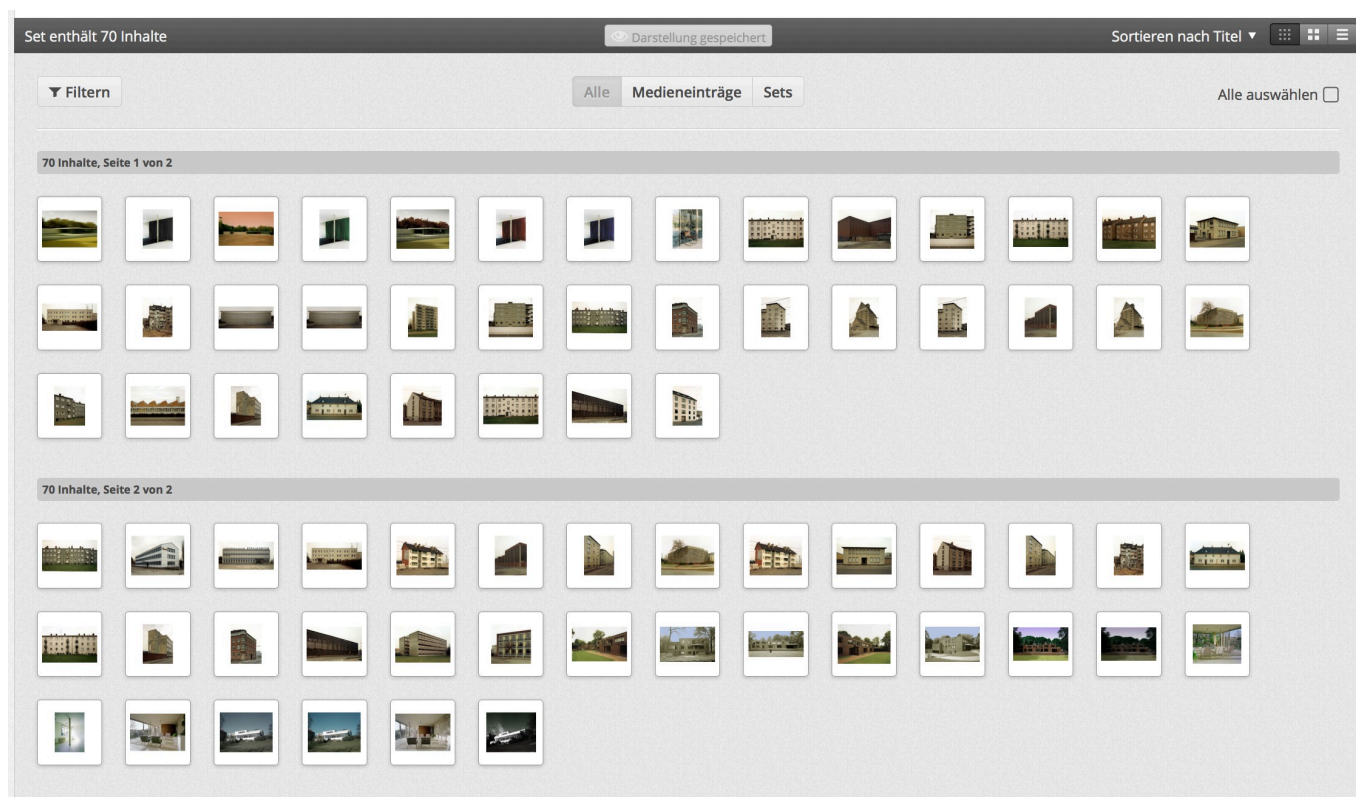 Set enthält 70 Inhalte
Darstellung gespeichert
Sortieren nach Titel ▼
Filtern
Alle
Medieneinträge
Sets
Alle auswählen
70 Inhalte, Seite 1 von 2
70 Inhalte, Seite 2 von 2